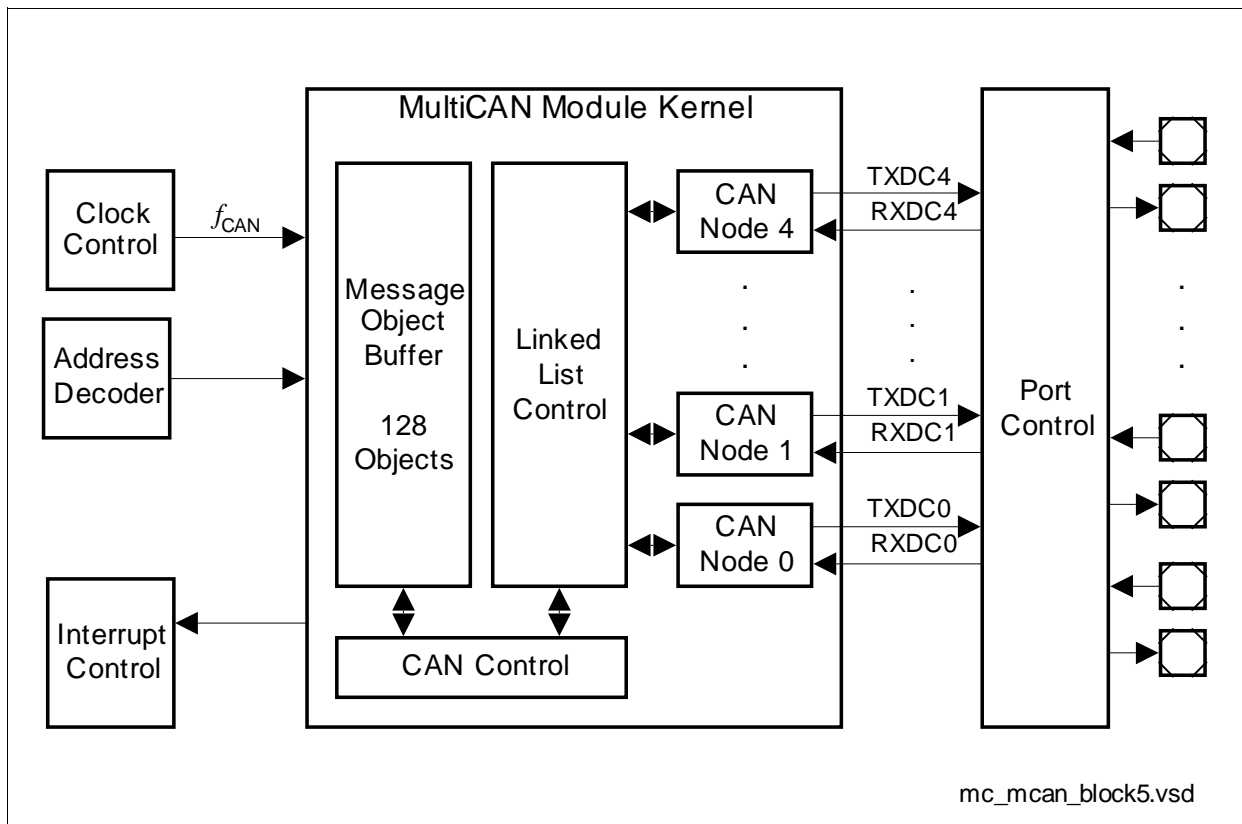 MultiCAN Module Kernel
Clock
Control
fCAN
Address
Decoder
Interrupt
Control
Message
Object
Buffer
128
Objects
Linked
List
Control
CAN Control
CAN
Node 4
TXDC4
RXDC4
.
.
.
.
.
.
.
.
.
CAN
Node 1
TXDC1
RXDC1
CAN
Node 0
TXDC0
RXDC0
Port
Control
mc_mcan_block5.vsd